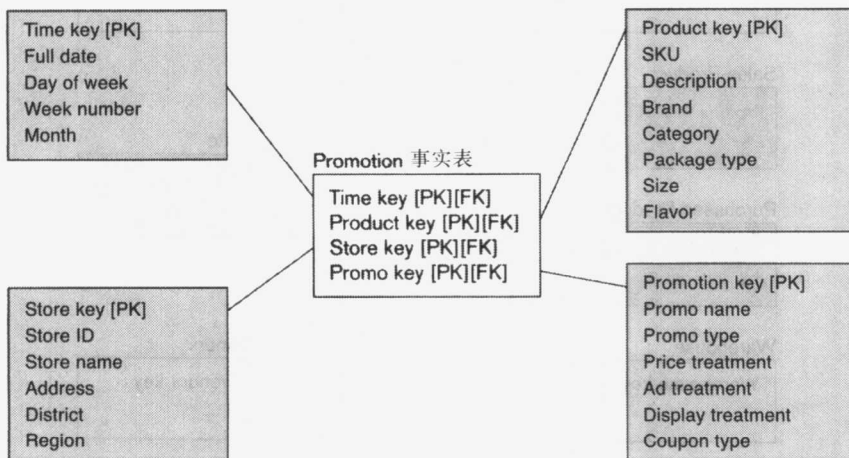 Time key [PK]
Full date
Day of week
Week number
Month
Product key [PK]
SKU
Description
Brand
Category
Package type
Size
Flavor
Promotion 事实表
Time key [PK][FK]
Product key [PK][FK]
Store key [PK][FK]
Promo key [PK][FK]
Store key [PK]
Store ID
Store name
Address
District
Region
Promotion key [PK]
Promo name
Promo type
Price treatment
Ad treatment
Display treatment
Coupon type